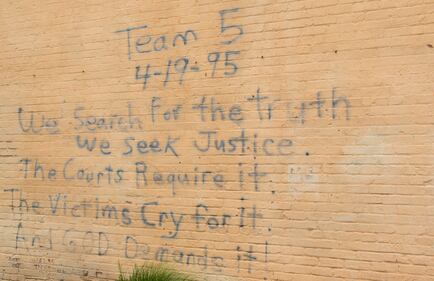 Team 5
4-19-95
We Search for the truth
We seek Justice.
The Courts Require it.
The Victims Cry for it.
And GOD Demands it!